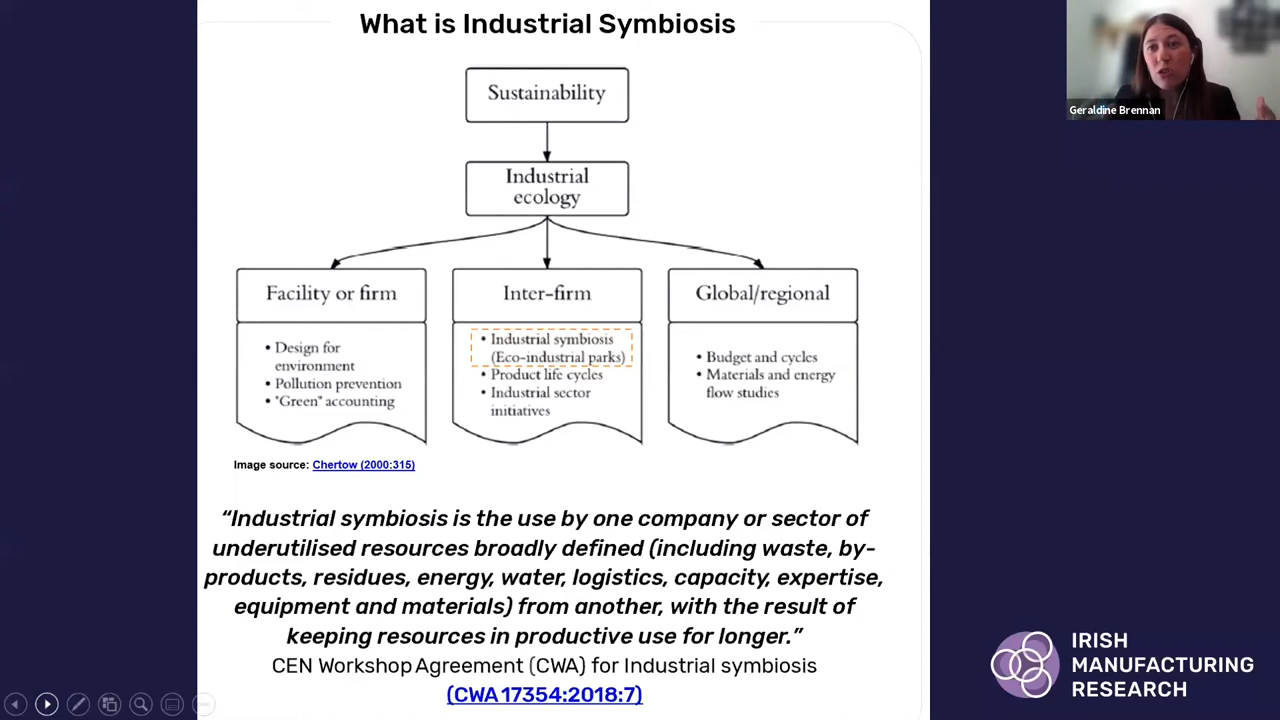 What is Industrial Symbiosis
Geraldine Brennan
Sustainability
Industrial
ecology
Facility or firm
• Design for
environment
• Pollution prevention
• "Green" accounting
Inter-firm
• Industrial symbiosis
(Eco-industrial parks)
• Product life cycles
• Industrial sector
initiatives
Global/regional
• Budget and cycles
• Materials and energy
flow studies
Image source: Chertow (2000:315)
“Industrial symbiosis is the use by one company or sector of
underutilised resources broadly defined (including waste, by-
products, residues, energy, water, logistics, capacity, expertise,
equipment and materials) from another, with the result of
keeping resources in productive use for longer.”
CEN Workshop Agreement (CWA) for Industrial symbiosis
(CWA 17354:2018:7)
IRISH
MANUFACTURING
RESEARCH